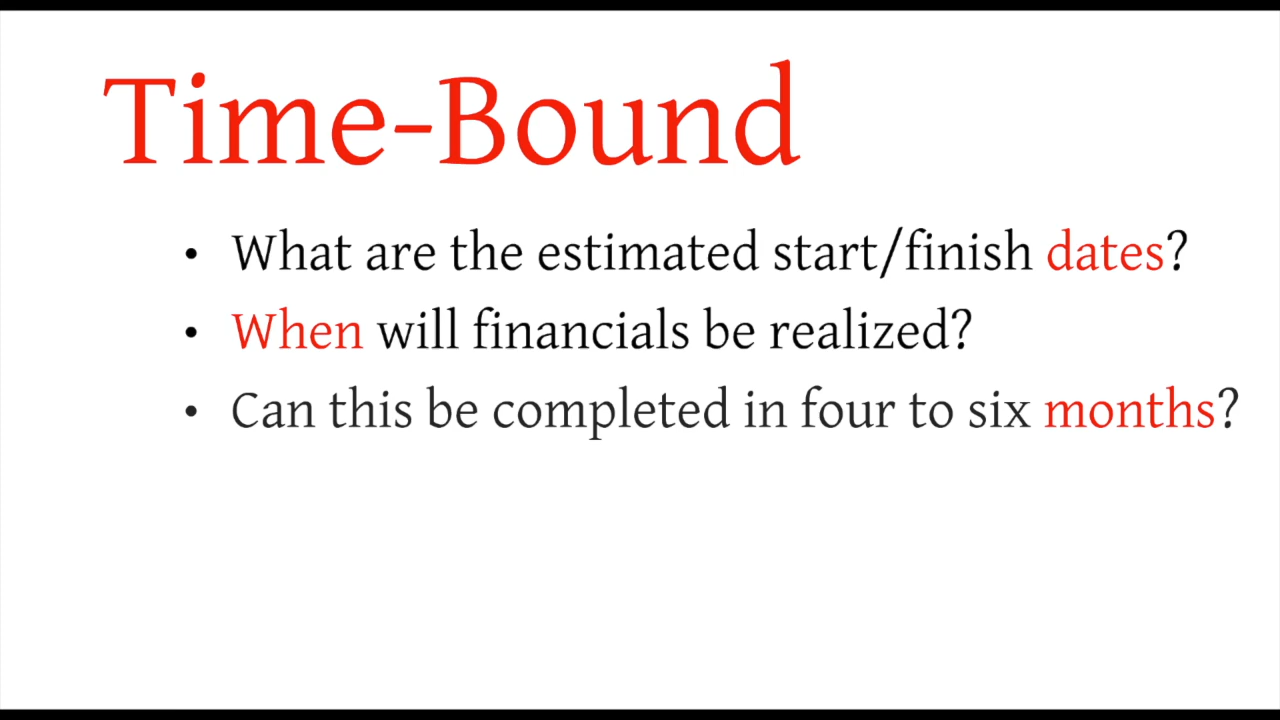 Time-Bound
• What are the estimated start/finish dates?
• When will financials be realized?
• Can this be completed in four to six months?